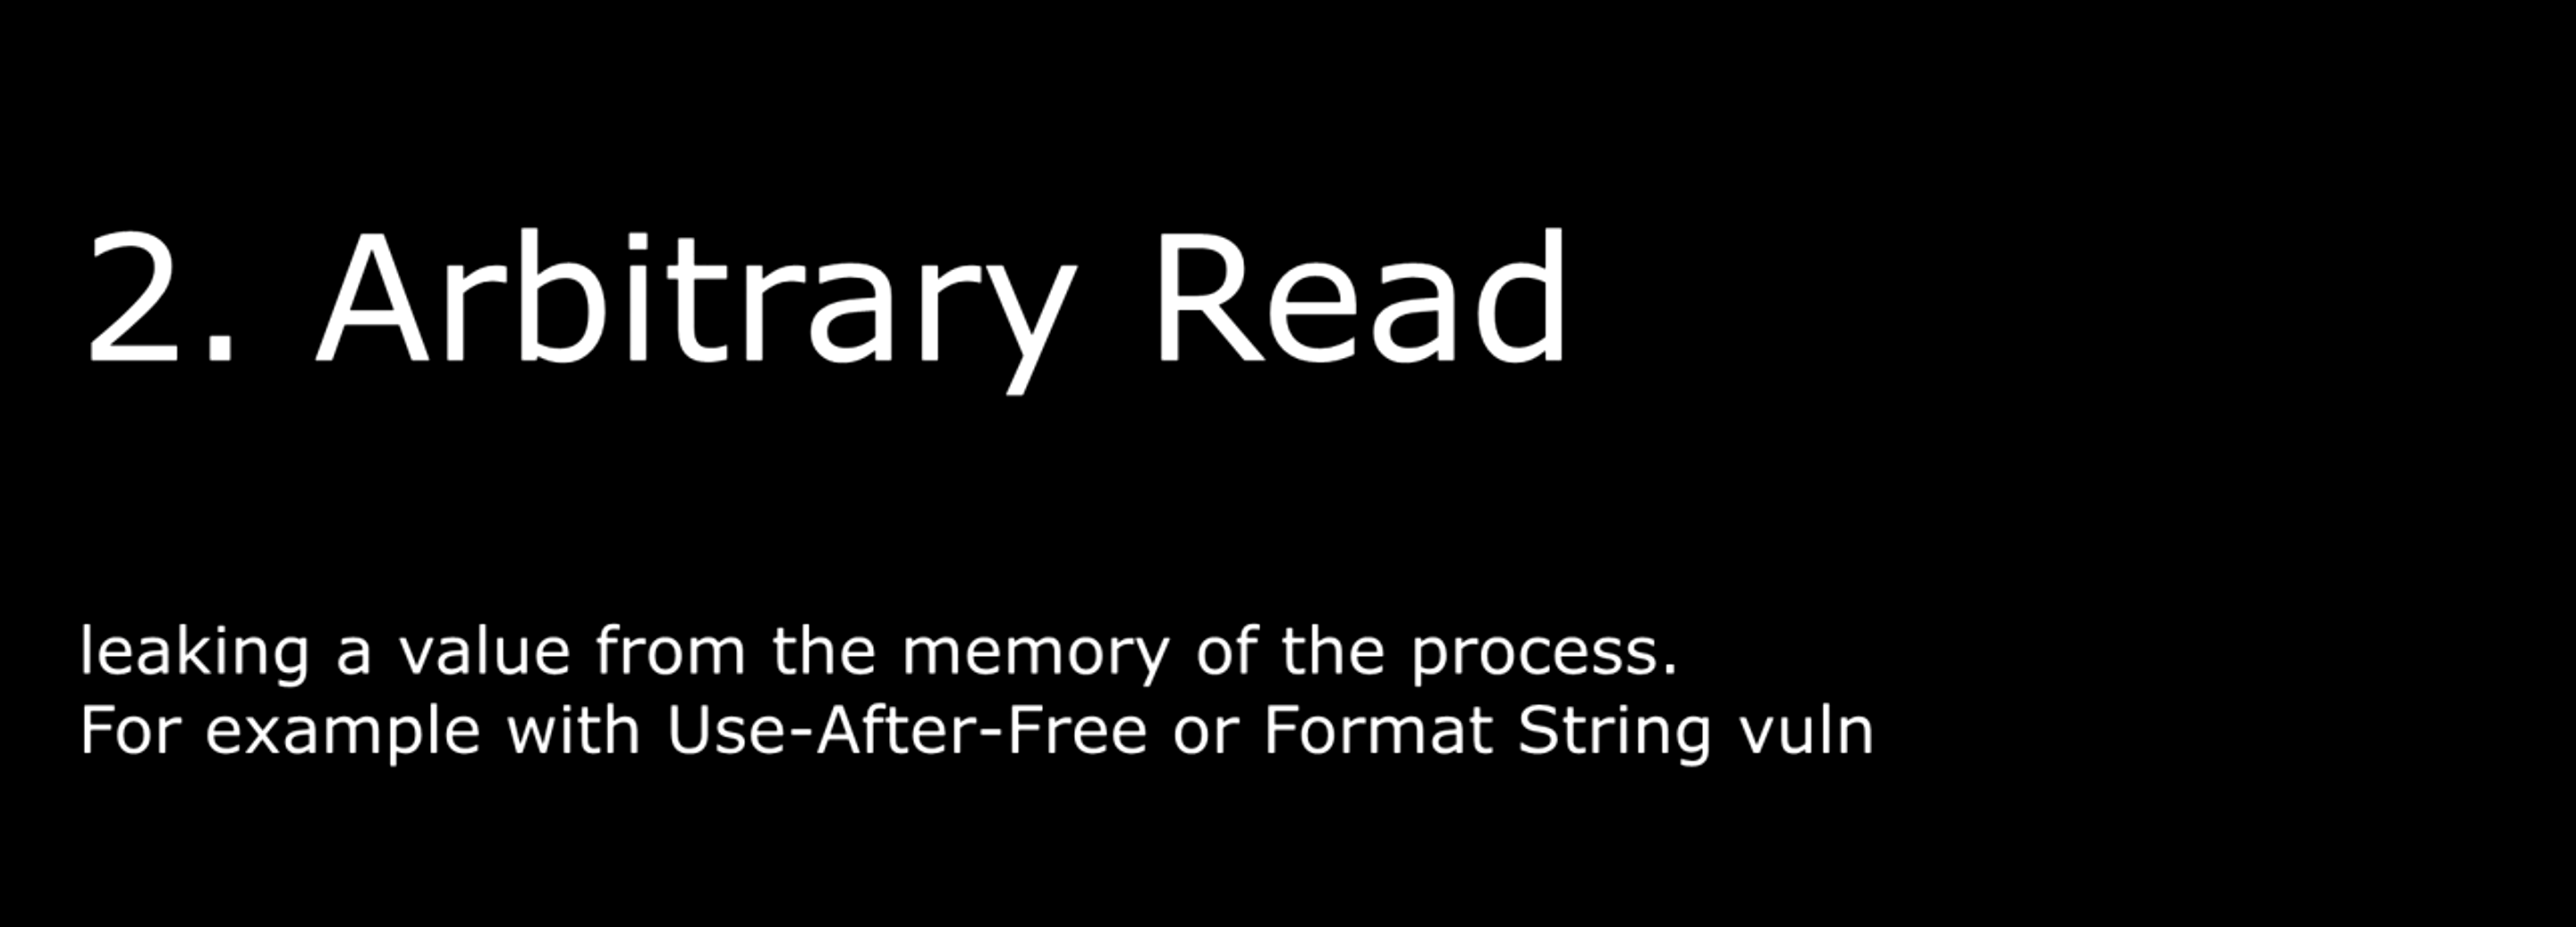 2. Arbitrary Read
leaking a value from the memory of the process.
For example with Use-After-Free or Format String vuln